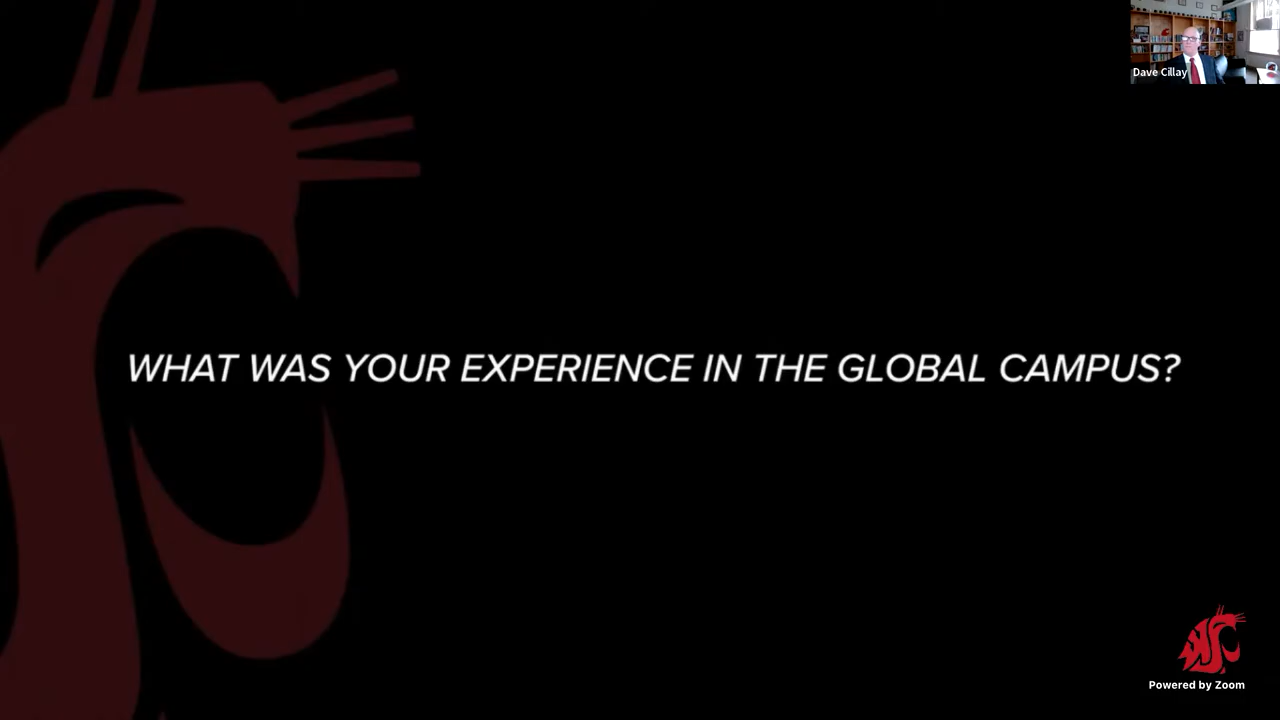 Dave Cillay
WHAT WAS YOUR EXPERIENCE IN THE GLOBAL CAMPUS?
Powered by Zoom